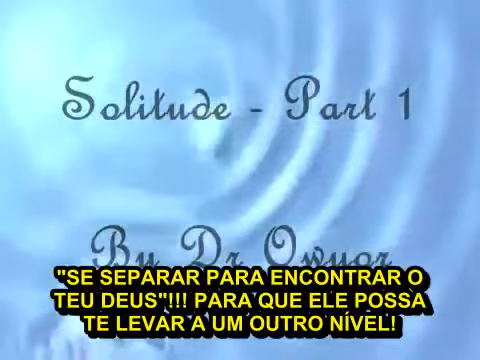 Solitude - Part 1
By Dr Owuor
"SE SEPARAR PARA ENCONTRAR O
TEU DEUS"!!! PARA QUE ELE POSSA
TE LEVAR A UM OUTRO NÍVEL!